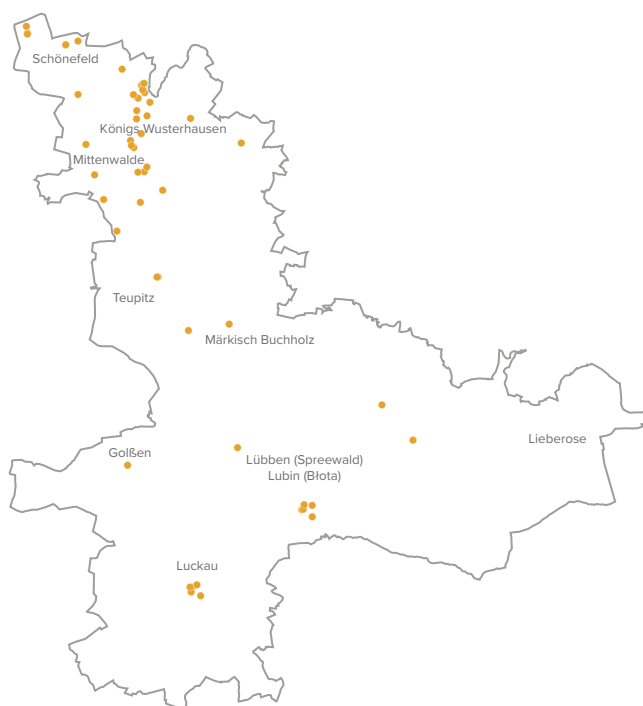 Schönefeld
Königs Wusterhausen
Mittenwalde
Teupitz
Märkisch Buchholz
Golßen
Lieberose
Lübben (Spreewald)
Lubin (Błota)
Luckau